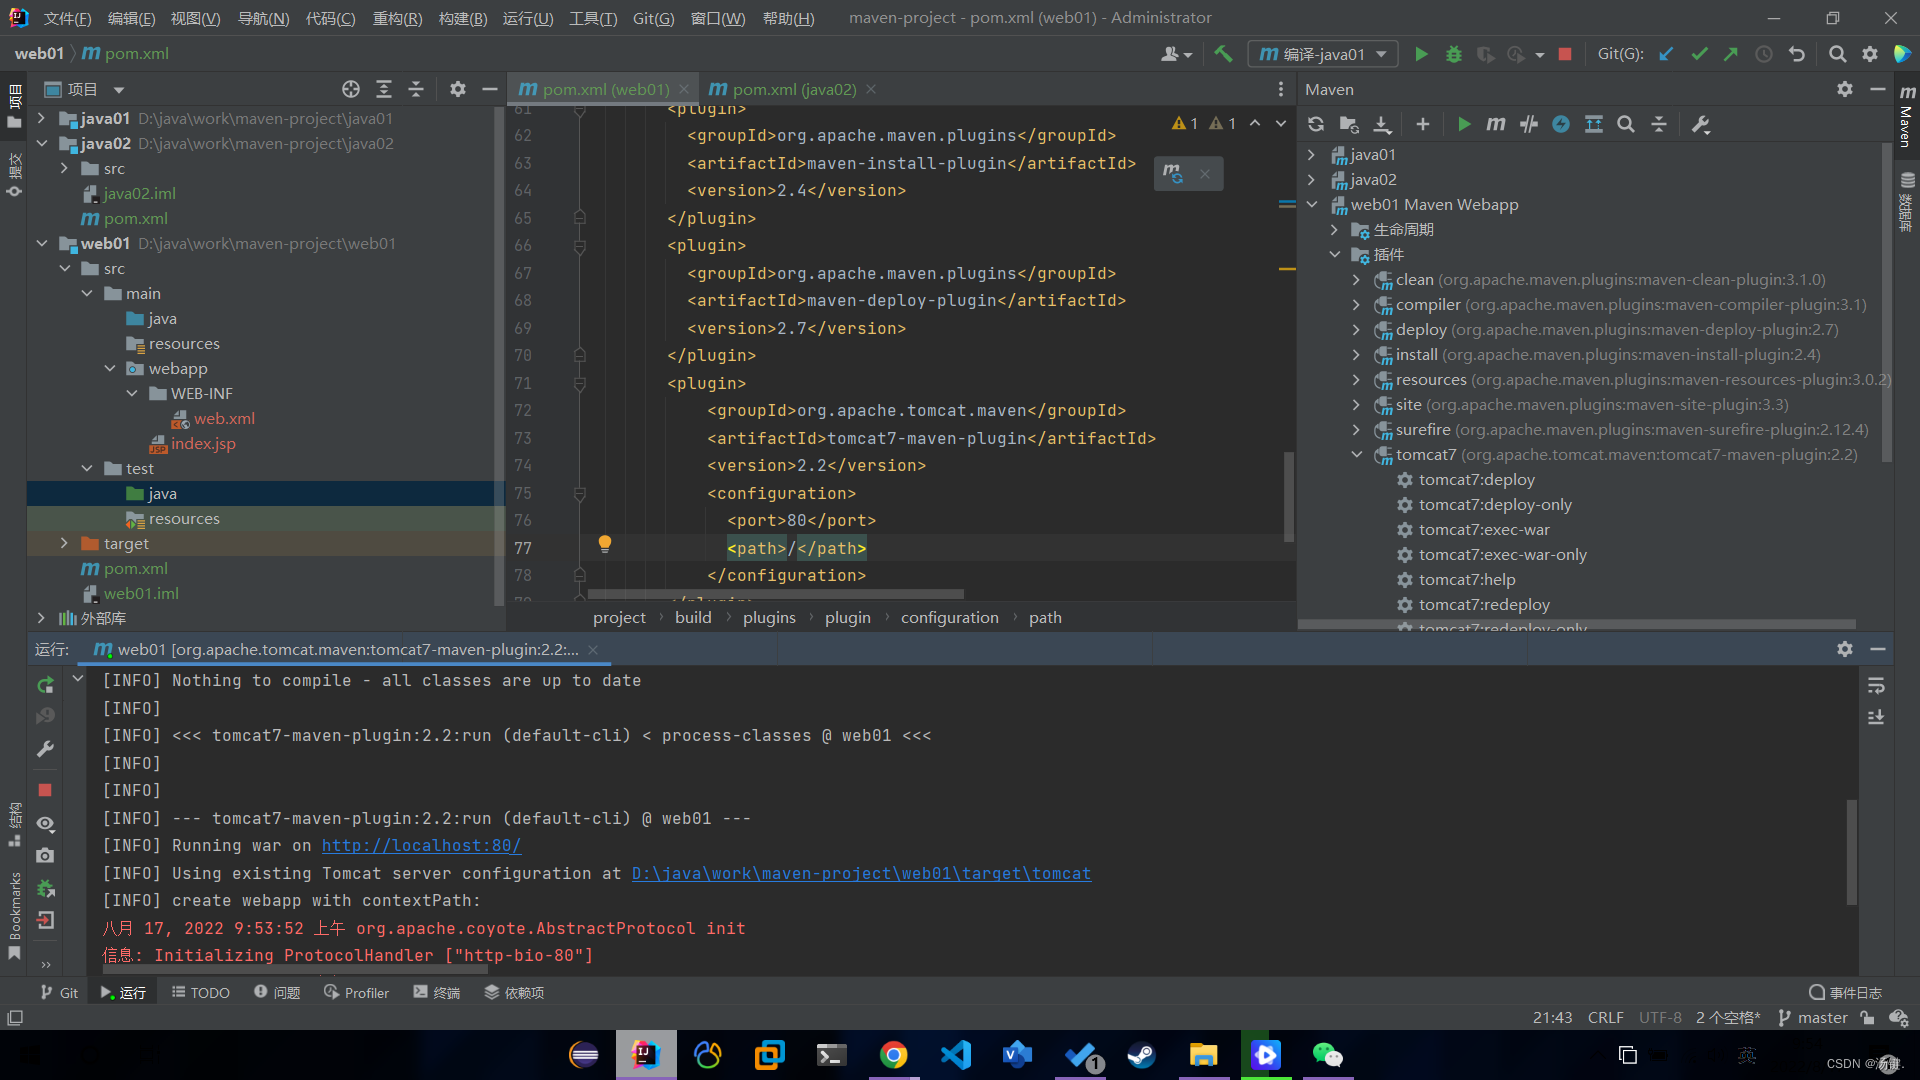 文件(F) 编辑(E) 视图(V) 导航(N) 代码(C) 重构(R) 构建(B) 运行(U) 工具(T) Git(G) 窗口(W) 帮助(H) maven-project - pom.xml (web01) - Administrator
web01 pom.xml
编译-java01 Git(G):
项目
pom.xml (web01)
pom.xml (java02)
Maven
java01 D:\java\work\maven-project\java01
java02 D:\java\work\maven-project\java02
src
java02.iml
pom.xml
web01 D:\java\work\maven-project\web01
src
main
java
resources
webapp
WEB-INF
web.xml
index.jsp
test
java
resources
target
pom.xml
web01.iml
外部库
1 1
61 <plugin>
62 <groupId>org.apache.maven.plugins</groupId>
63 <artifactId>maven-install-plugin</artifactId>
64 <version>2.4</version>
65 </plugin>
66 <plugin>
67 <groupId>org.apache.maven.plugins</groupId>
68 <artifactId>maven-deploy-plugin</artifactId>
69 <version>2.7</version>
70 </plugin>
71 <plugin>
72 <groupId>org.apache.tomcat.maven</groupId>
73 <artifactId>tomcat7-maven-plugin</artifactId>
74 <version>2.2</version>
75 <configuration>
76 <port>80</port>
77 <path>/</path>
78 </configuration>
79 </plugin>
project build plugins plugin configuration path
java01
java02
web01 Maven Webapp
生命周期
插件
clean (org.apache.maven.plugins:maven-clean-plugin:3.1.0)
compiler (org.apache.maven.plugins:maven-compiler-plugin:3.1)
deploy (org.apache.maven.plugins:maven-deploy-plugin:2.7)
install (org.apache.maven.plugins:maven-install-plugin:2.4)
resources (org.apache.maven.plugins:maven-resources-plugin:3.0.2)
site (org.apache.maven.plugins:maven-site-plugin:3.3)
surefire (org.apache.maven.plugins:maven-surefire-plugin:2.12.4)
tomcat7 (org.apache.tomcat.maven:tomcat7-maven-plugin:2.2)
tomcat7:deploy
tomcat7:deploy-only
tomcat7:exec-war
tomcat7:exec-war-only
tomcat7:help
tomcat7:redeploy
tomcat7:redeploy-only
项目
提交
结构
Bookmarks
Maven
数据库
运行: web01 [org.apache.tomcat.maven:tomcat7-maven-plugin:2.2:...
[INFO] Nothing to compile - all classes are up to date
[INFO]
[INFO] <<< tomcat7-maven-plugin:2.2:run (default-cli) < process-classes @ web01 <<<
[INFO]
[INFO]
[INFO] --- tomcat7-maven-plugin:2.2:run (default-cli) @ web01 ---
[INFO] Running war on http://localhost:80/
[INFO] Using existing Tomcat server configuration at D:\java\work\maven-project\web01\target\tomcat
[INFO] create webapp with contextPath:
八月 17, 2022 9:53:52 上午 org.apache.coyote.AbstractProtocol init
信息: Initializing ProtocolHandler ["http-bio-80"]
Git 运行 TODO 问题 Profiler 终端 依赖项 事件日志
21:43 CRLF UTF-8 2 个空格* master
1
英
CSDN @汤键.